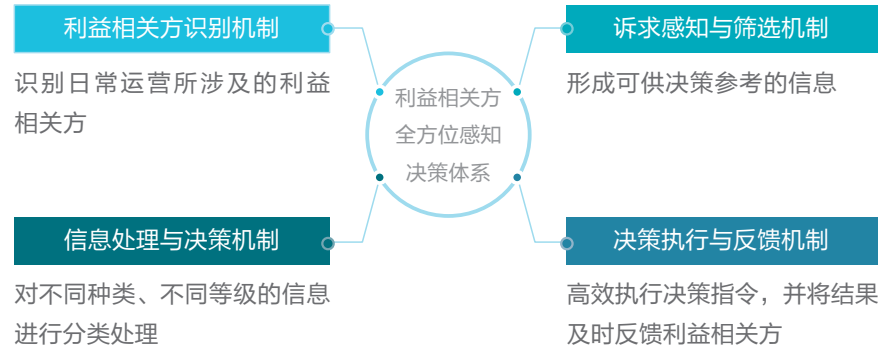 利益相关方识别机制
识别日常运营所涉及的利益
相关方
诉求感知与筛选机制
形成可供决策参考的信息
利益相关方
全方位感知
决策体系
信息处理与决策机制
对不同种类、不同等级的信息
进行分类处理
决策执行与反馈机制
高效执行决策指令，并将结果
及时反馈利益相关方